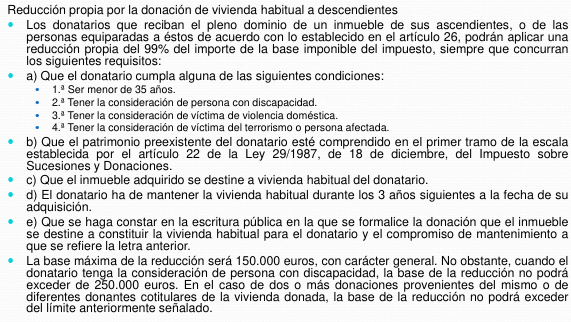 Reducción propia por la donación de vivienda habitual a descendientes
• Los donatarios que reciban el pleno dominio de un inmueble de sus ascendientes, o de las
personas equiparadas a éstos de acuerdo con lo establecido en el artículo 26, podrán aplicar una
reducción propia del 99% del importe de la base imponible del impuesto, siempre que concurran
los siguientes requisitos:
• a) Que el donatario cumpla alguna de las siguientes condiciones:
• 1.ª Ser menor de 35 años.
• 2.ª Tener la consideración de persona con discapacidad.
• 3.ª Tener la consideración de víctima de violencia doméstica.
• 4.ª Tener la consideración de víctima del terrorismo o persona afectada.
• b) Que el patrimonio preexistente del donatario esté comprendido en el primer tramo de la escala
establecida por el artículo 22 de la Ley 29/1987, de 18 de diciembre, del Impuesto sobre
Sucesiones y Donaciones.
• c) Que el inmueble adquirido se destine a vivienda habitual del donatario.
• d) El donatario ha de mantener la vivienda habitual durante los 3 años siguientes a la fecha de su
adquisición.
• e) Que se haga constar en la escritura pública en la que se formalice la donación que el inmueble
se destine a constituir la vivienda habitual para el donatario y el compromiso de mantenimiento a
que se refiere la letra anterior.
• La base máxima de la reducción será 150.000 euros, con carácter general. No obstante, cuando el
donatario tenga la consideración de persona con discapacidad, la base de la reducción no podrá
exceder de 250.000 euros. En el caso de dos o más donaciones provenientes del mismo o de
diferentes donantes cotitulares de la vivienda donada, la base de la reducción no podrá exceder
del límite anteriormente señalado.